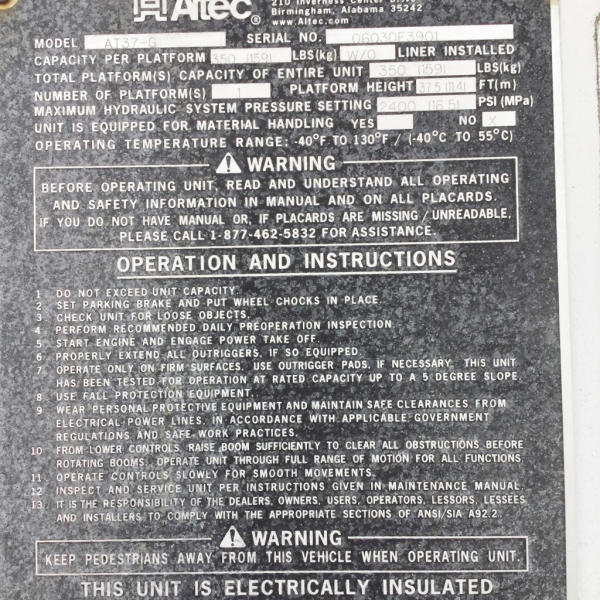 Altec®
210 Inverness Center Drive
Birmingham, Alabama 35242
www.Altec.com
MODEL AT37-G SERIAL NO. 0603DF3901
CAPACITY PER PLATFORM 350 (159) LBS(kg) W/O LINER INSTALLED
TOTAL PLATFORM(S) CAPACITY OF ENTIRE UNIT 350 (159) LBS(kg)
NUMBER OF PLATFORM(S) 1 PLATFORM HEIGHT 37.5 (11.4) FT(m)
MAXIMUM HYDRAULIC SYSTEM PRESSURE SETTING 2400 (16.5) PSI (MPa)
UNIT IS EQUIPPED FOR MATERIAL HANDLING YES NO X
OPERATING TEMPERATURE RANGE: -40°F TO 130°F / (-40°C TO 55°C)
WARNING
BEFORE OPERATING UNIT, READ AND UNDERSTAND ALL OPERATING
AND SAFETY INFORMATION IN MANUAL AND ON ALL PLACARDS.
IF YOU DO NOT HAVE MANUAL OR, IF PLACARDS ARE MISSING / UNREADABLE,
PLEASE CALL 1-877-462-5832 FOR ASSISTANCE.
OPERATION AND INSTRUCTIONS
1 DO NOT EXCEED UNIT CAPACITY.
2 SET PARKING BRAKE AND PUT WHEEL CHOCKS IN PLACE.
3 CHECK UNIT FOR LOOSE OBJECTS.
4 PERFORM RECOMMENDED DAILY PREOPERATION INSPECTION.
5 START ENGINE AND ENGAGE POWER TAKE OFF.
6 PROPERLY EXTEND ALL OUTRIGGERS, IF SO EQUIPPED.
7 OPERATE ONLY ON FIRM SURFACES. USE OUTRIGGER PADS, IF NECESSARY. THIS UNIT
HAS BEEN TESTED FOR OPERATION AT RATED CAPACITY UP TO A 5 DEGREE SLOPE.
8 USE FALL PROTECTION EQUIPMENT.
9 WEAR PERSONAL PROTECTIVE EQUIPMENT AND MAINTAIN SAFE CLEARANCES FROM
ELECTRICAL POWER LINES, IN ACCORDANCE WITH APPLICABLE GOVERNMENT
REGULATIONS AND SAFE WORK PRACTICES.
10 FROM LOWER CONTROLS, RAISE BOOM SUFFICIENTLY TO CLEAR ALL OBSTRUCTIONS BEFORE
ROTATING BOOMS; OPERATE UNIT THROUGH FULL RANGE OF MOTION FOR ALL FUNCTIONS.
11 OPERATE CONTROLS SLOWLY FOR SMOOTH MOVEMENTS.
12 INSPECT AND SERVICE UNIT PER INSTRUCTIONS GIVEN IN MAINTENANCE MANUAL.
13. IT IS THE RESPONSIBILITY OF THE DEALERS, OWNERS, USERS, OPERATORS, LESSORS, LESSEES
AND INSTALLERS TO COMPLY WITH THE APPROPRIATE SECTIONS OF ANSI/SIA A92.2.
WARNING
KEEP PEDESTRIANS AWAY FROM THIS VEHICLE WHEN OPERATING UNIT.
THIS UNIT IS ELECTRICALLY INSULATED